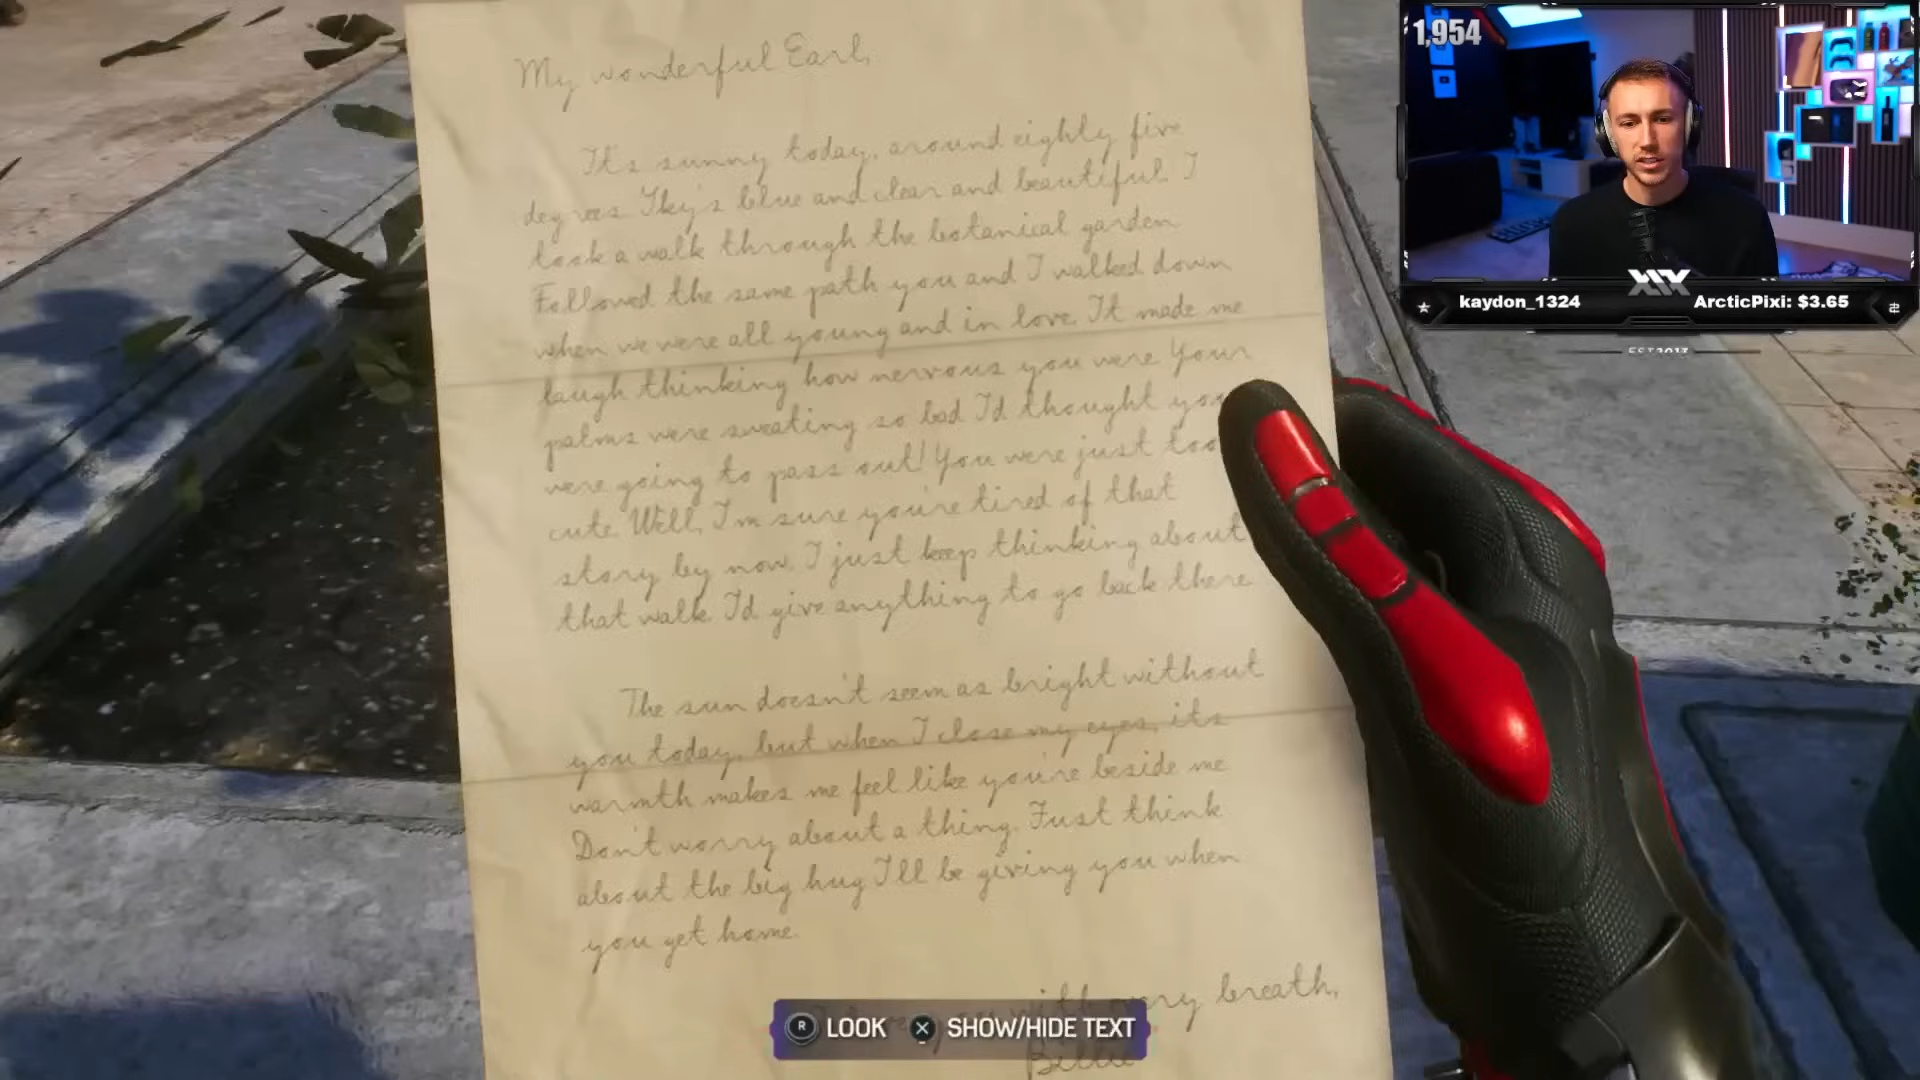 My wonderful Earl,
It's sunny today, around eighty five
degrees. Sky's blue and clear and beautiful. I
took a walk through the botanical garden
Followed the same path you and I walked down
when we were all young and in love. It made me
laugh thinking how nervous you were Your
palms were sweating so bad I'd thought you
were going to pass out! You were just too
cute. Well, I'm sure you're tired of that
story by now. I just keep thinking about
that walk. I'd give anything to go back there
The sun doesn't seem as bright without
you today, but when I close my eyes, its
warmth makes me feel like you're beside me
Don't worry about a thing. Just think
about the big hug I'll be giving you when
you get home.
with every breath,
Billie
R LOOK X SHOW/HIDE TEXT
1,954
XIX
kaydon_1324
ArcticPixi: $3.65